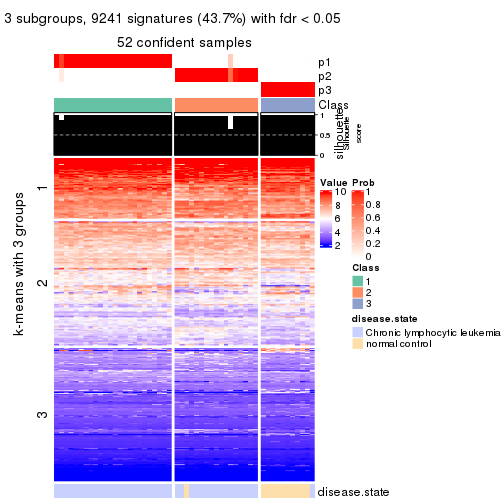 3 subgroups, 9241 signatures (43.7%) with fdr < 0.05
52 confident samples
p1
p2
p3
Class
1
0.5
0
silhouette
Silhouette
score
k-means with 3 groups
1
2
3
Value
10
8
6
4
2
Prob
1
0.8
0.6
0.4
0.2
0
Class
1
2
3
disease.state
Chronic lymphocytic leukemia
normal control
disease.state